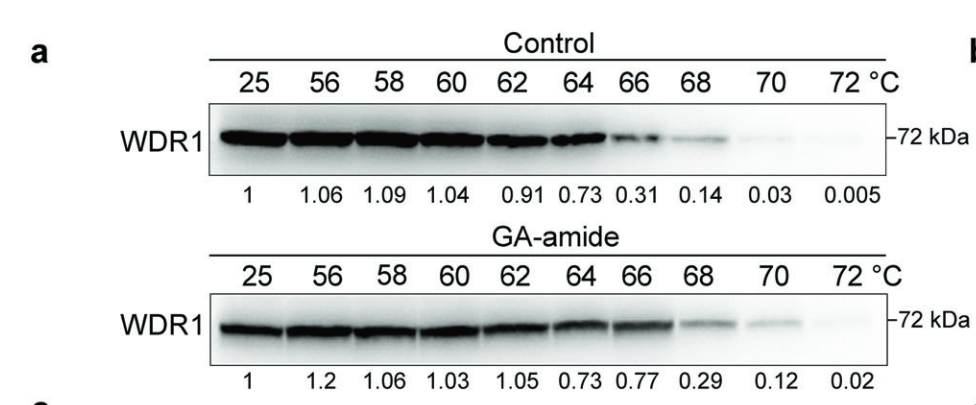 a
Control
25 56 58 60 62 64 66 68 70 72 °C
WDR1
72 kDa
1 1.06 1.09 1.04 0.91 0.73 0.31 0.14 0.03 0.005
GA-amide
25 56 58 60 62 64 66 68 70 72 °C
WDR1
72 kDa
1 1.2 1.06 1.03 1.05 0.73 0.77 0.29 0.12 0.02